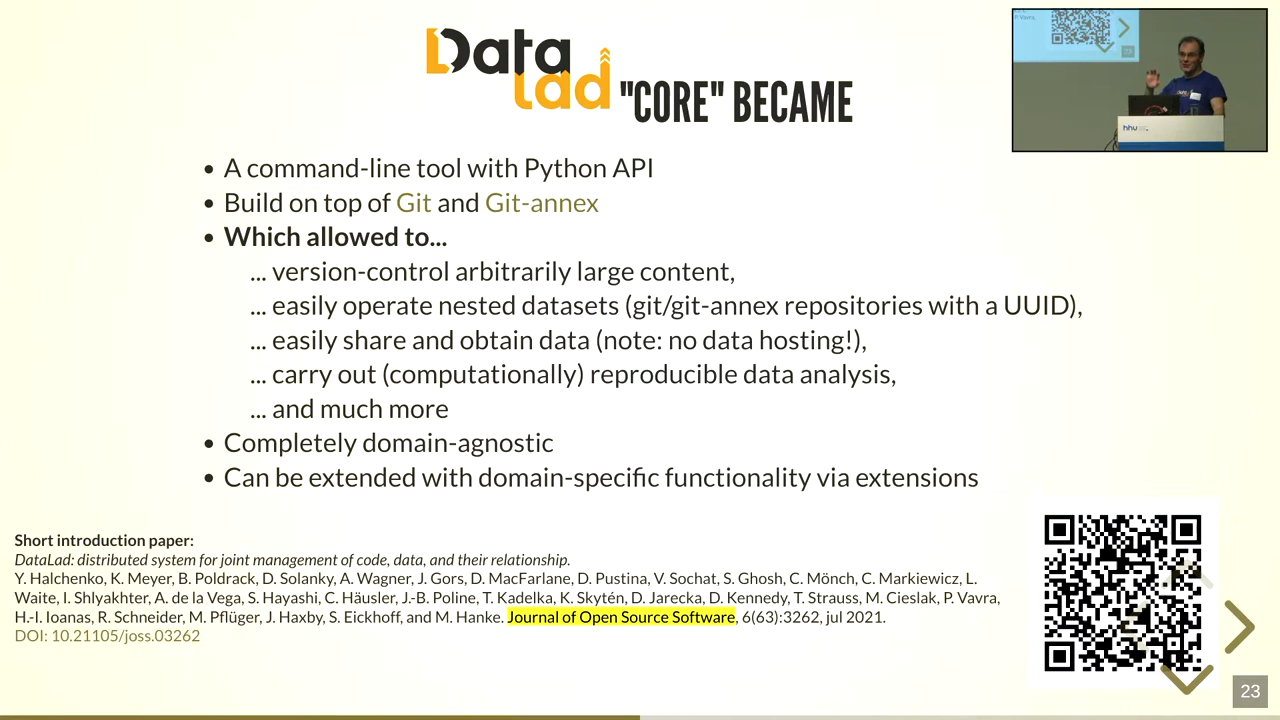 Data
lad "CORE" BECAME
P. Vavra,
23
hhu
• A command-line tool with Python API
• Build on top of Git and Git-annex
• Which allowed to...
... version-control arbitrarily large content,
... easily operate nested datasets (git/git-annex repositories with a UUID),
... easily share and obtain data (note: no data hosting!),
... carry out (computationally) reproducible data analysis,
... and much more
• Completely domain-agnostic
• Can be extended with domain-specific functionality via extensions
Short introduction paper:
DataLad: distributed system for joint management of code, data, and their relationship.
Y. Halchenko, K. Meyer, B. Poldrack, D. Solanky, A. Wagner, J. Gors, D. MacFarlane, D. Pustina, V. Sochat, S. Ghosh, C. Mönch, C. Markiewicz, L.
Waite, I. Shlyakhter, A. de la Vega, S. Hayashi, C. Häusler, J.-B. Poline, T. Kadelka, K. Skytén, D. Jarecka, D. Kennedy, T. Strauss, M. Cieslak, P. Vavra,
H.-I. Ioanas, R. Schneider, M. Pflüger, J. Haxby, S. Eickhoff, and M. Hanke. Journal of Open Source Software, 6(63):3262, jul 2021.
DOI: 10.21105/joss.03262
23